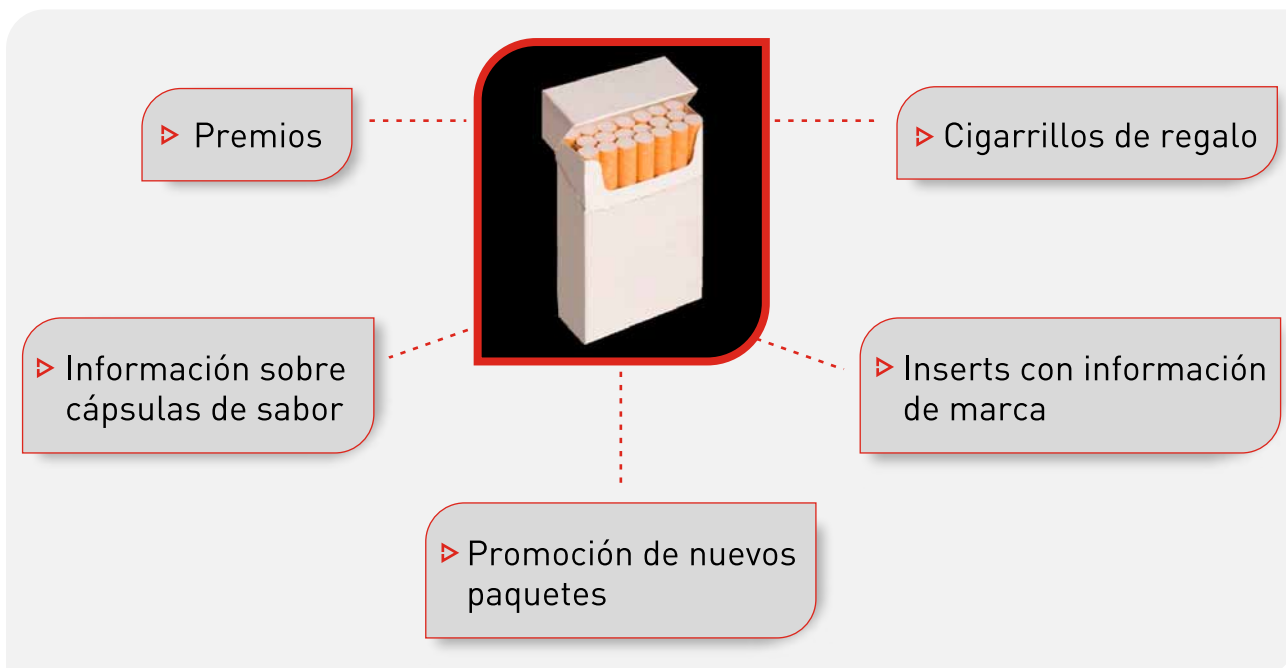 Premios
Cigarrillos de regalo
Información sobre
cápsulas de sabor
Inserts con información
de marca
Promoción de nuevos
paquetes